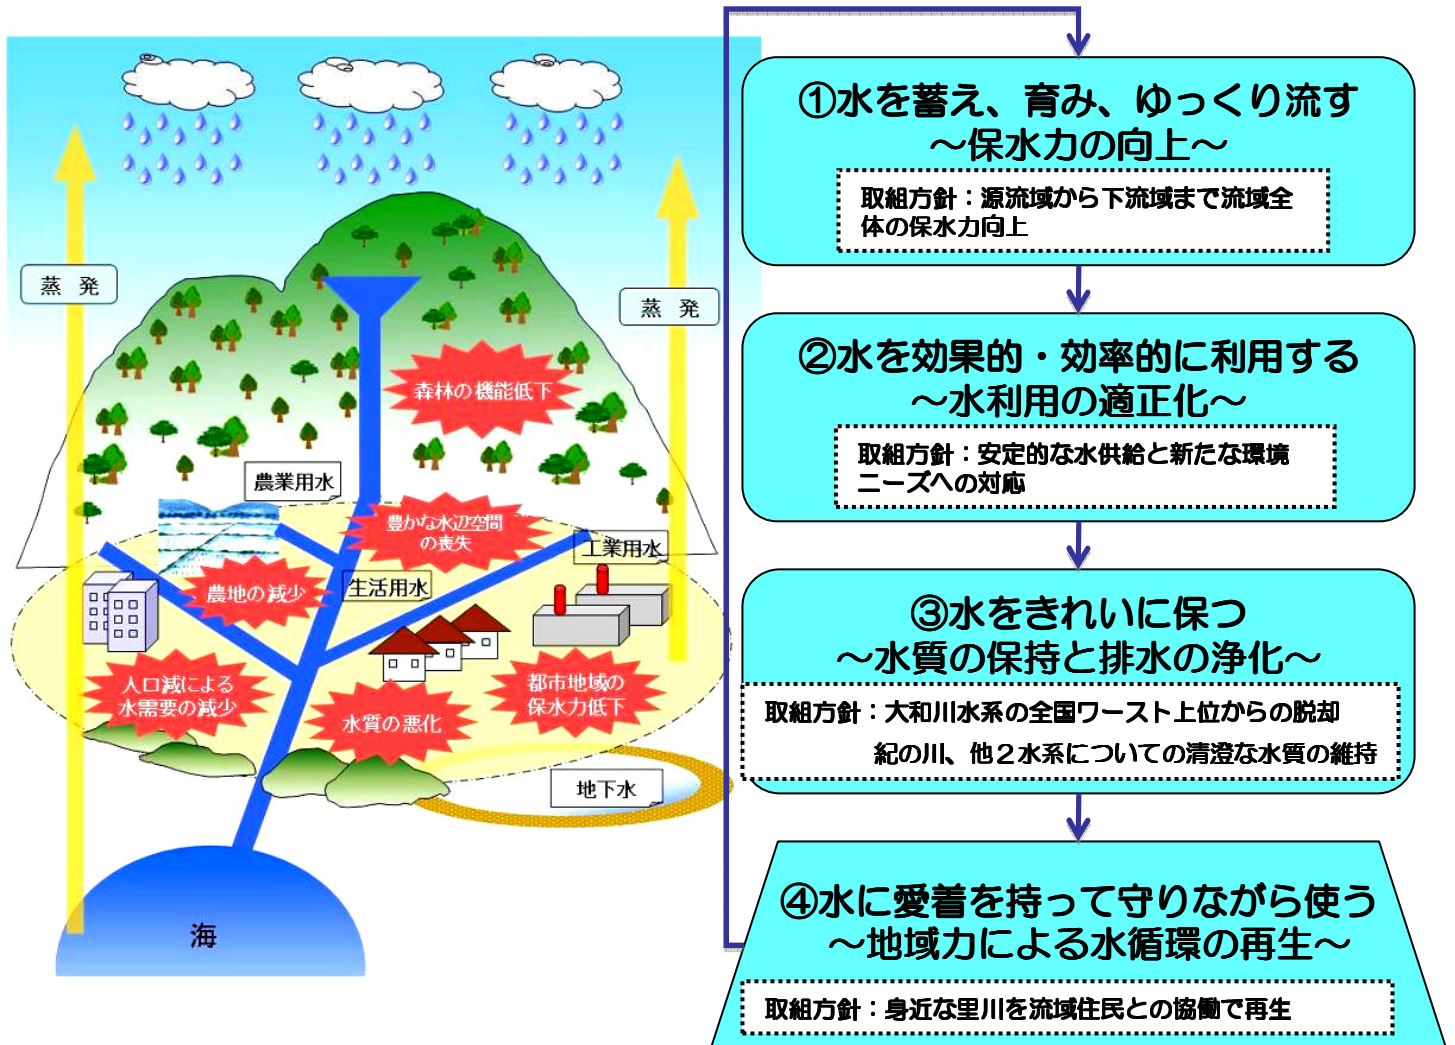 蒸 発
蒸 発
森林の機能低下
農業用水
豊かな水辺空間
の喪失
工業用水
農地の減少
生活用水
人口減による
水需要の減少
水質の悪化
都市地域の
保水力低下
地下水
海
①水を蓄え、育み、ゆっくり流す
～保水力の向上～
取組方針：源流域から下流域まで流域全
体の保水力向上
②水を効果的・効率的に利用する
～水利用の適正化～
取組方針：安定的な水供給と新たな環境
ニーズへの対応
③水をきれいに保つ
～水質の保持と排水の浄化～
取組方針：大和川水系の全国ワースト上位からの脱却
紀の川、他２水系についての清澄な水質の維持
④水に愛着を持って守りながら使う
～地域力による水循環の再生～
取組方針：身近な里川を流域住民との協働で再生